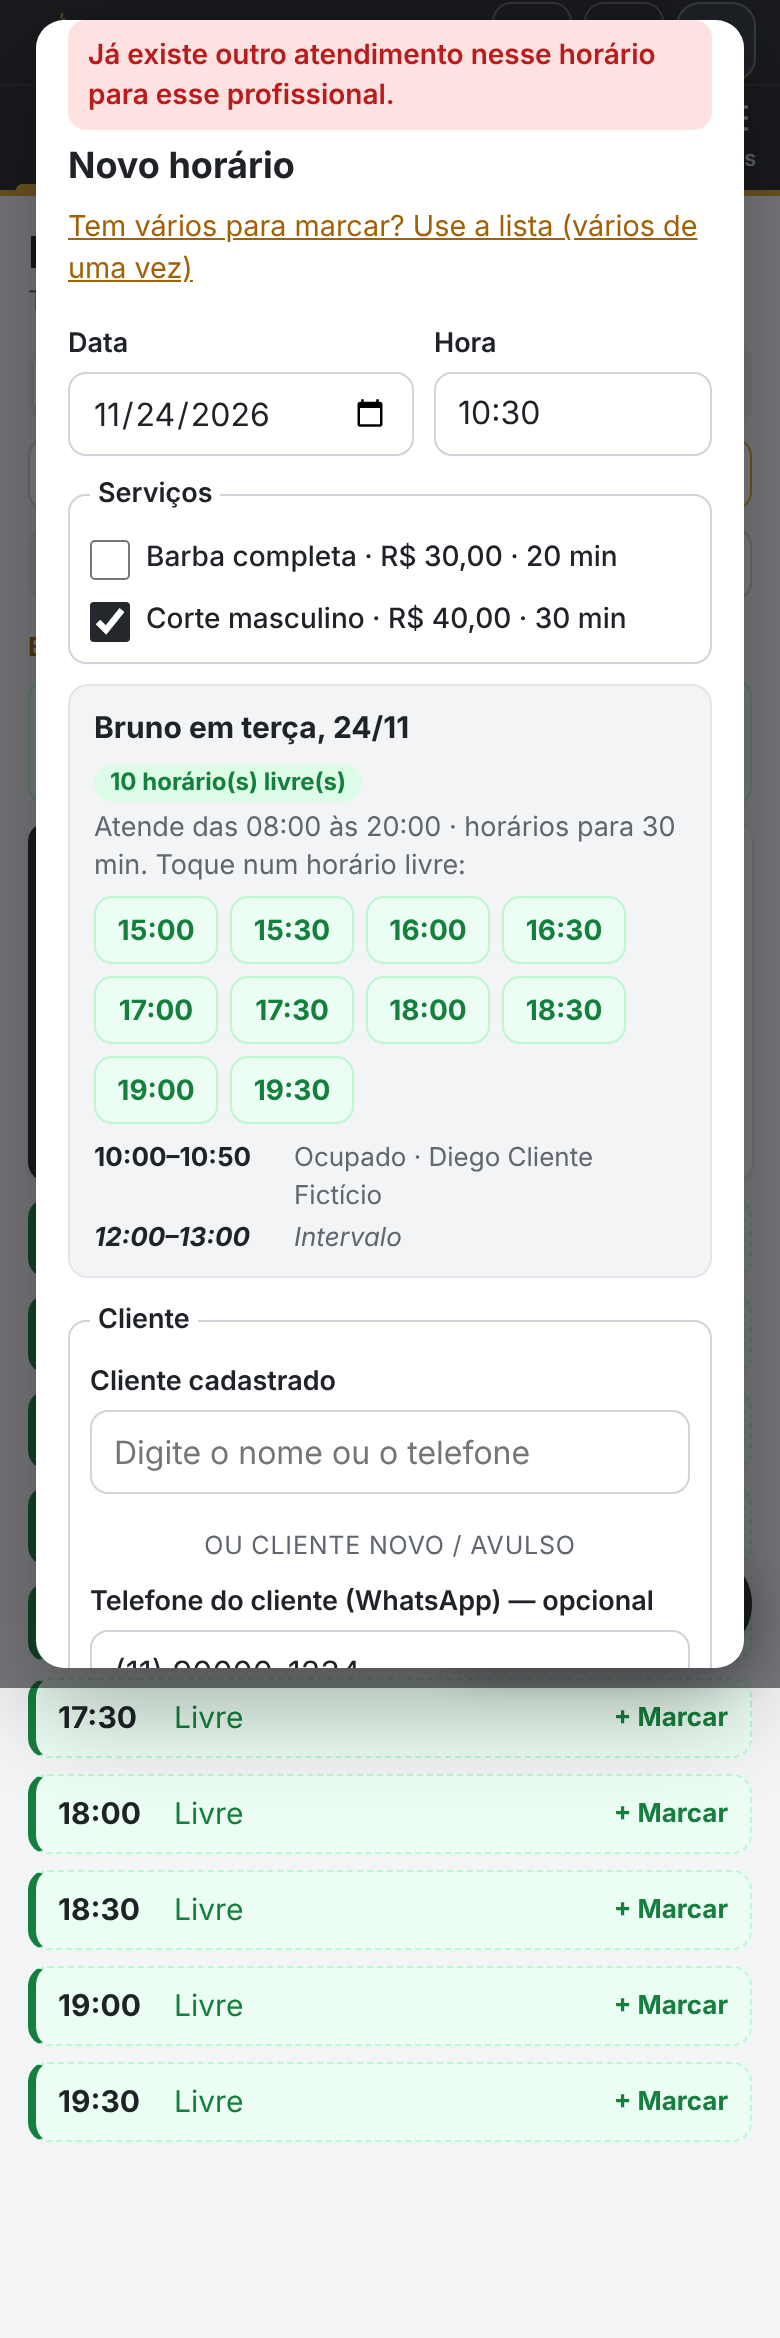 Já existe outro atendimento nesse horário
para esse profissional.
Novo horário
Tem vários para marcar? Use a lista (vários de
uma vez)
Data
Hora
11/24/2026
10:30
Serviços
Barba completa · R$ 30,00 · 20 min
Corte masculino · R$ 40,00 · 30 min
Bruno em terça, 24/11
10 horário(s) livre(s)
Atende das 08:00 às 20:00 · horários para 30
min. Toque num horário livre:
15:00 15:30 16:00 16:30
17:00 17:30 18:00 18:30
19:00 19:30
10:00–10:50 Ocupado · Diego Cliente
Fictício
12:00–13:00 Intervalo
Cliente
Cliente cadastrado
Digite o nome ou o telefone
OU CLIENTE NOVO / AVULSO
Telefone do cliente (WhatsApp) — opcional
17:30 Livre + Marcar
18:00 Livre + Marcar
18:30 Livre + Marcar
19:00 Livre + Marcar
19:30 Livre + Marcar